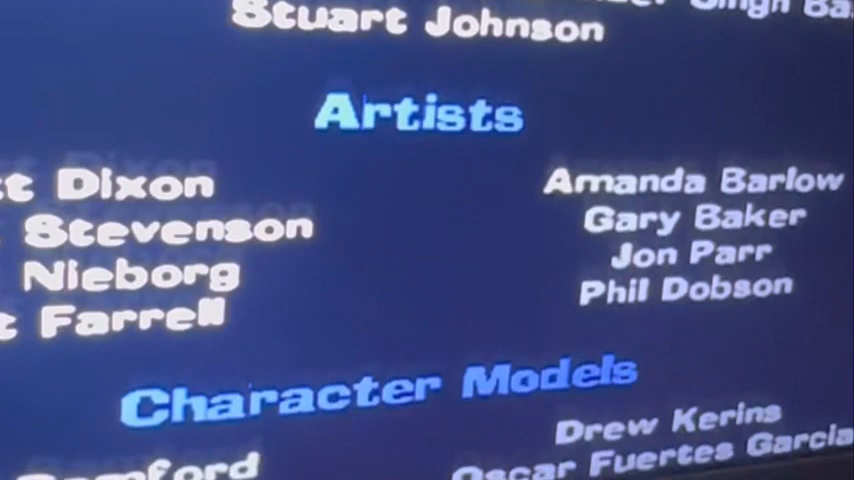 Singh
Stuart Johnson
Artists
Dixon Amanda Barlow
Stevenson Gary Baker
Nieborg Jon Parr
Farrell Phil Dobson
Character Models
Drew Kerins
Oscar Fuertes Garcia